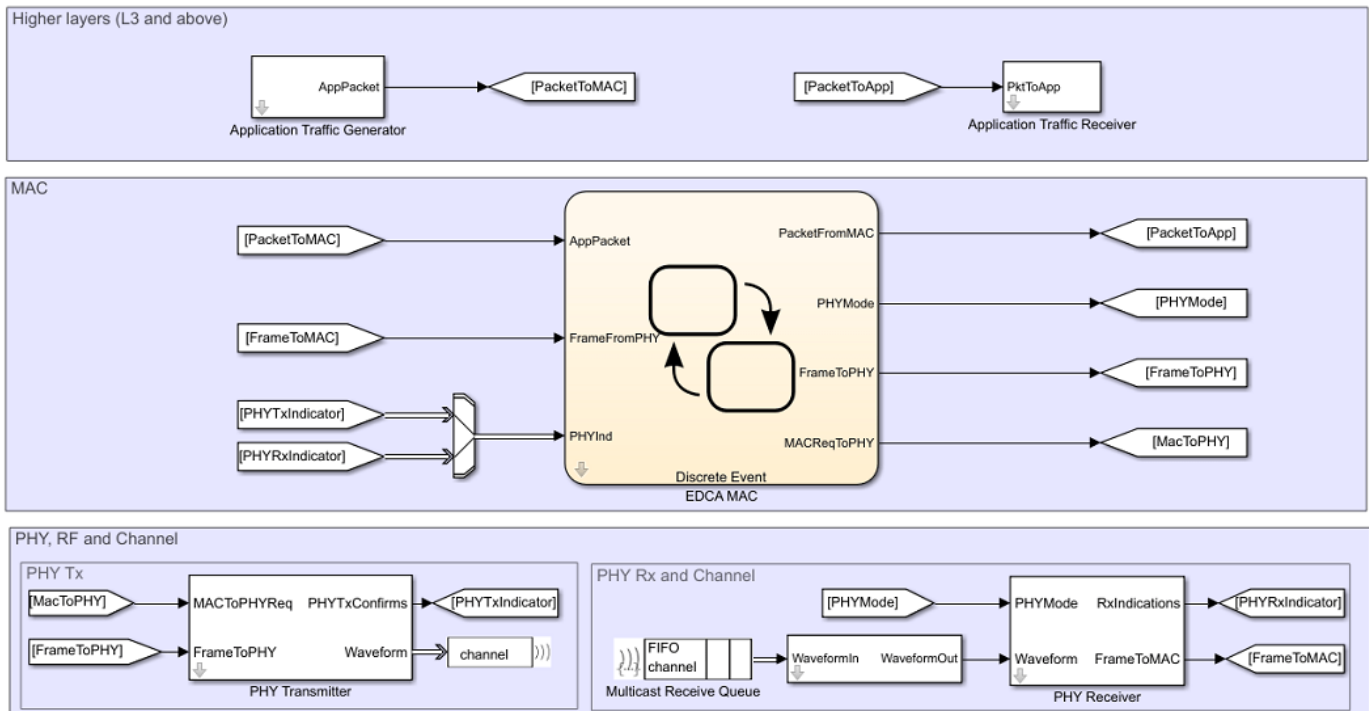 Higher layers (L3 and above)
AppPacket
[PacketToMAC]
[PacketToApp]
PktToApp
Application Traffic Generator
Application Traffic Receiver
MAC
[PacketToMAC]
AppPacket
PacketFromMAC
[PacketToApp]
PHYMode
[PHYMode]
[FrameToMAC]
FrameFromPHY
FrameToPHY
[FrameToPHY]
[PHYTxIndicator]
PHYInd
MACReqToPHY
[MacToPHY]
[PHYRxIndicator]
Discrete Event
EDCA MAC
PHY, RF and Channel
PHY Tx
[MacToPHY]
MACToPHYReq
PHYTxConfirms
[PHYTxIndicator]
[FrameToPHY]
FrameToPHY
Waveform
channel
PHY Transmitter
PHY Rx and Channel
[PHYMode]
PHYMode
RxIndications
[PHYRxIndicator]
FIFO
channel
WaveformIn
WaveformOut
Waveform
FrameToMAC
[FrameToMAC]
Multicast Receive Queue
PHY Receiver